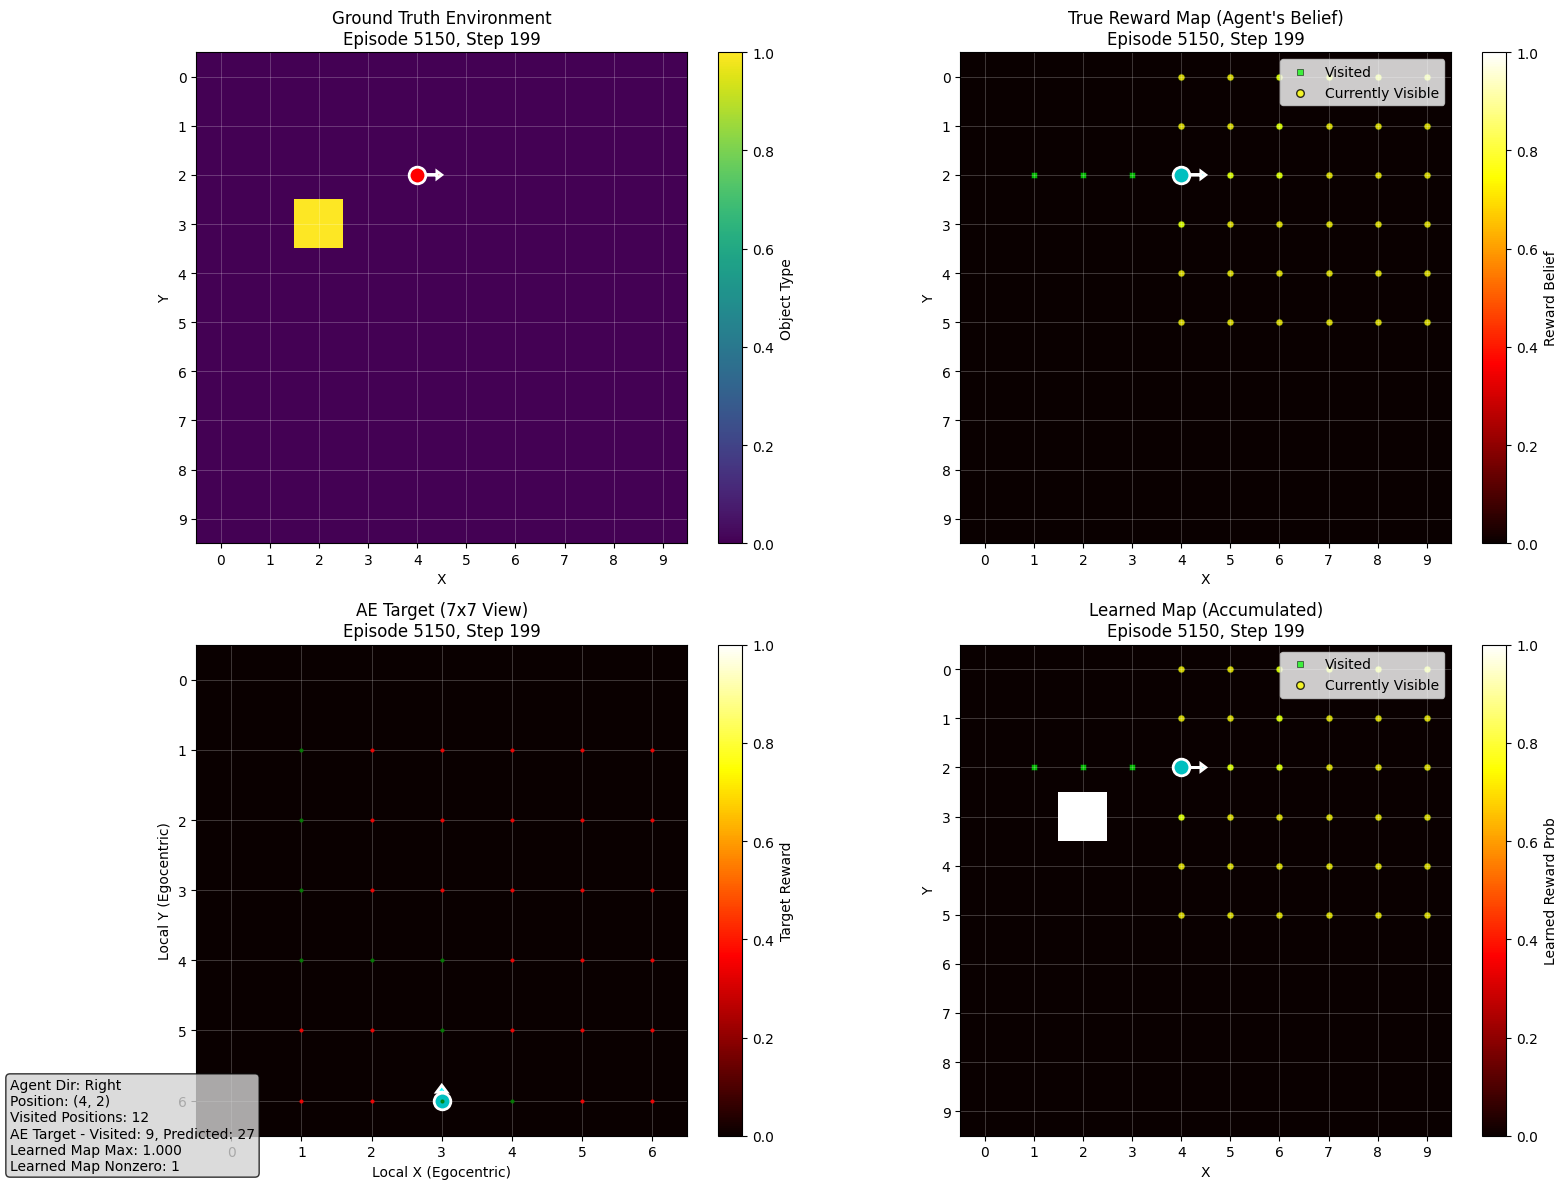 Ground Truth Environment
Episode 5150, Step 199
0
1
2
3
4
5
6
7
8
9
Y
0 1 2 3 4 5 6 7 8 9
X
1.0
0.8
0.6
0.4
0.2
0.0
Object Type
True Reward Map (Agent's Belief)
Episode 5150, Step 199
Visited
Currently Visible
0
1
2
3
4
5
6
7
8
9
Y
0 1 2 3 4 5 6 7 8 9
X
1.0
0.8
0.6
0.4
0.2
0.0
Reward Belief
AE Target (7x7 View)
Episode 5150, Step 199
0
1
2
3
4
5
6
Local Y (Egocentric)
0 1 2 3 4 5 6
Local X (Egocentric)
1.0
0.8
0.6
0.4
0.2
0.0
Target Reward
Agent Dir: Right
Position: (4, 2)
Visited Positions: 12
AE Target - Visited: 9, Predicted: 27
Learned Map Max: 1.000
Learned Map Nonzero: 1
Learned Map (Accumulated)
Episode 5150, Step 199
Visited
Currently Visible
0
1
2
3
4
5
6
7
8
9
Y
0 1 2 3 4 5 6 7 8 9
X
1.0
0.8
0.6
0.4
0.2
0.0
Learned Reward Prob